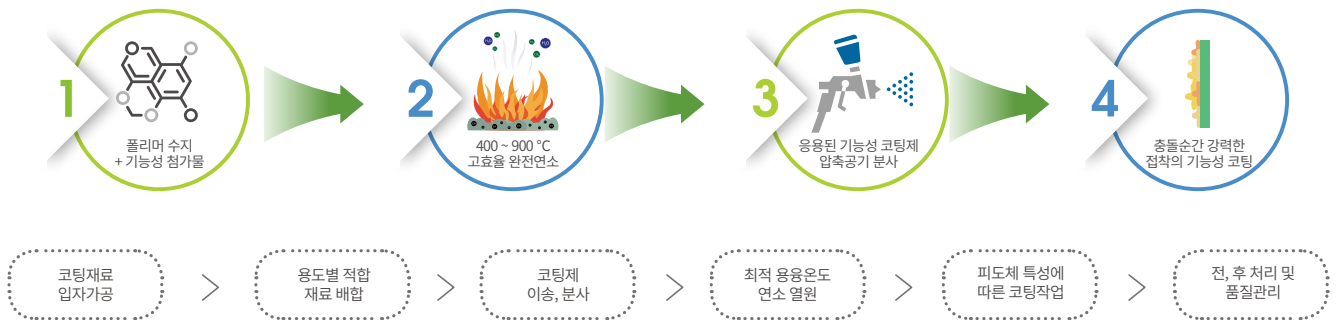 1
폴리머 수지
+ 기능성 첨가물
2
400 ~ 900 °C
고효율 완전연소
3
응용된 기능성 코팅제
압축공기 분사
4
충돌순간 강력한
접착의 기능성 코팅
코팅재료
입자가공
용도별 적합
재료 배합
코팅제
이송, 분사
최적 용융온도
연소 열원
피도체 특성에
따른 코팅작업
전, 후 처리 및
품질관리